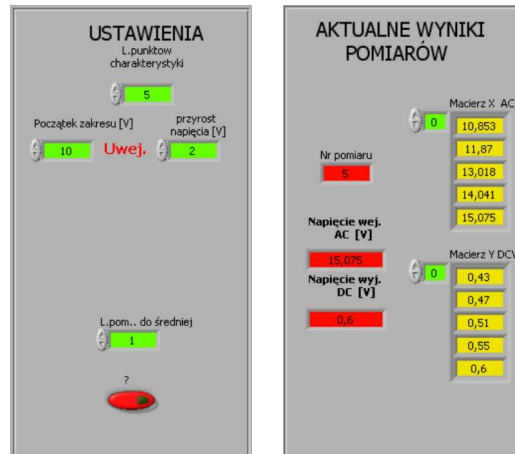 USTAWIENIA
L.punktow
charakterystyki
5
Początek zakresu [V]
przyrost
napięcia [V]
10
Uwej.
2
L.pom.. do średniej
1
?
AKTUALNE WYNIKI
POMIARÓW
Macierz X AC
0
10,853
11,87
13,018
14,041
15,075
Nr pomiaru
5
Napięcie wej.
AC [V]
15,075
Napięcie wyj.
DC [V]
0,6
Macierz Y DCV
0
0,43
0,47
0,51
0,55
0,6